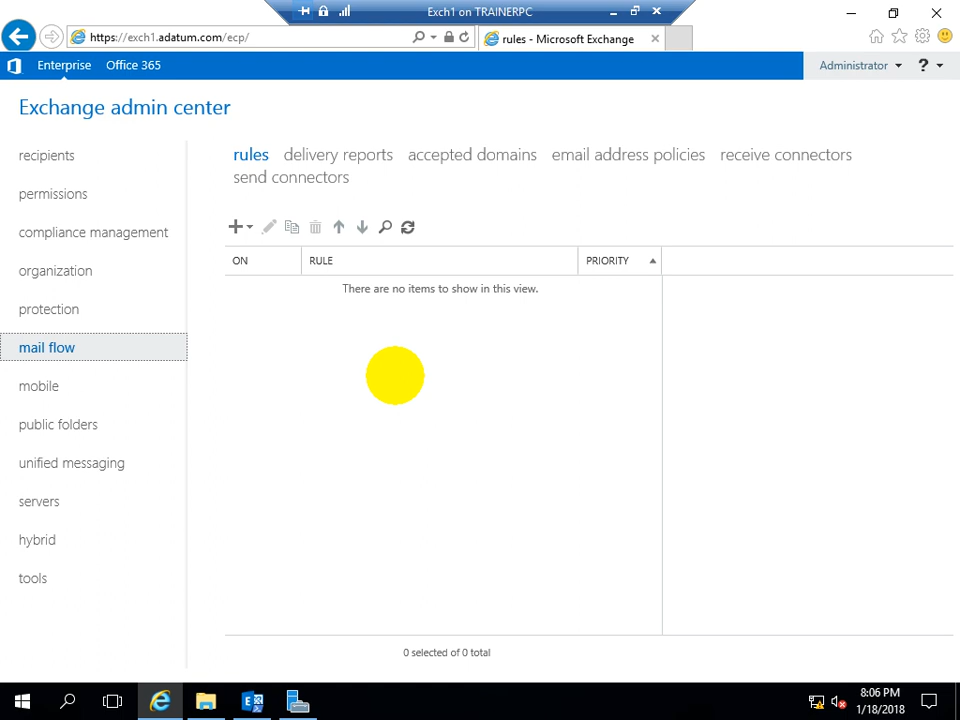 Exch1 on TRAINERPC
https://exch1.adatum.com/ecp/
rules - Microsoft Exchange
Enterprise Office 365
Administrator ?
Exchange admin center
recipients
permissions
compliance management
organization
protection
mail flow
mobile
public folders
unified messaging
servers
hybrid
tools
rules delivery reports accepted domains email address policies receive connectors
send connectors
ON RULE PRIORITY
There are no items to show in this view.
0 selected of 0 total
8:06 PM
1/18/2018